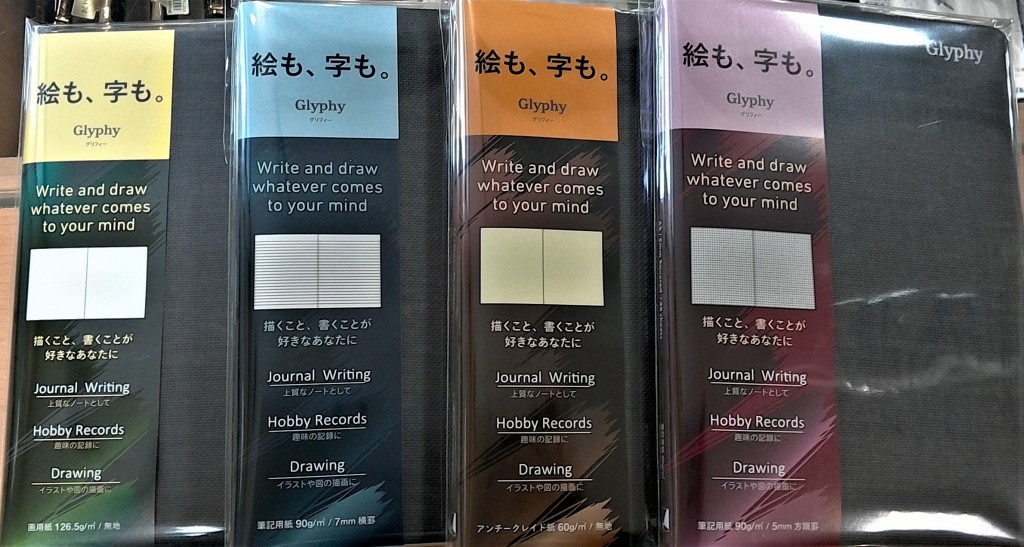 絵も、字も。
Glyphy
グリフィー
Write and draw
whatever comes
to your mind
描くこと、書くことが
好きなあなたに
Journal Writing
上質なノートとして
Hobby Records
趣味の記録に
Drawing
イラストや図の描画に
画用紙 126.5g/㎡ / 無地
絵も、字も。
Glyphy
グリフィー
Write and draw
whatever comes
to your mind
描くこと、書くことが
好きなあなたに
Journal Writing
上質なノートとして
Hobby Records
趣味の記録に
Drawing
イラストや図の描画に
筆記用紙 90g/㎡ / 7mm 横罫
絵も、字も。
Glyphy
グリフィー
Write and draw
whatever comes
to your mind
描くこと、書くことが
好きなあなたに
Journal Writing
上質なノートとして
Hobby Records
趣味の記録に
Drawing
イラストや図の描画に
アンチークレイド紙 60g/㎡ / 無地
絵も、字も。
Glyphy
グリフィー
Write and draw
whatever comes
to your mind
描くこと、書くことが
好きなあなたに
Journal Writing
上質なノートとして
Hobby Records
趣味の記録に
Drawing
イラストや図の描画に
筆記用紙 90g/㎡ / 5mm 方眼罫
Glyphy